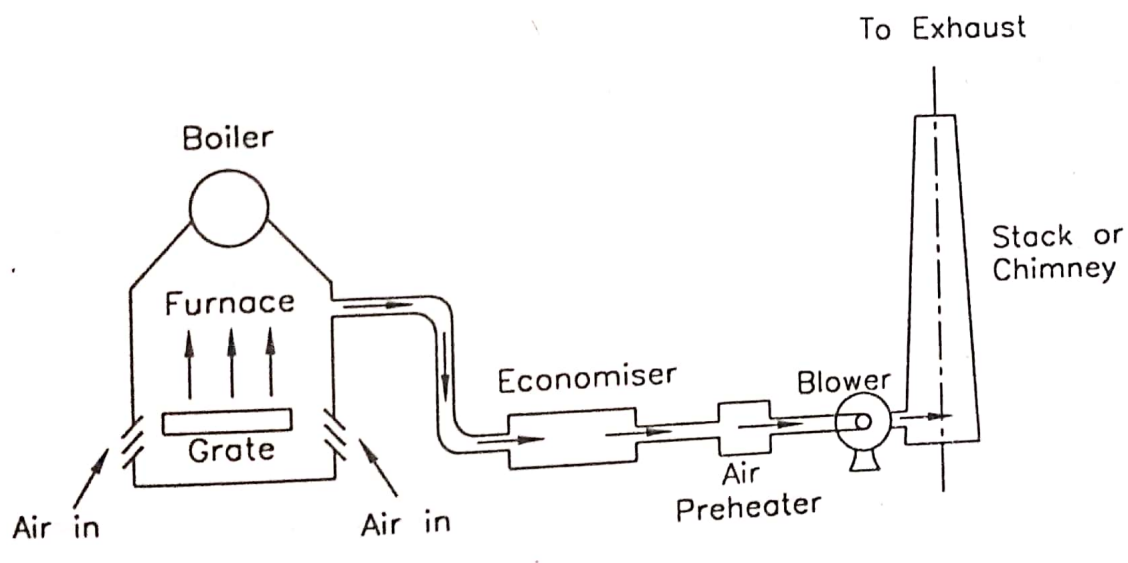 To Exhaust
Boiler
Stack or
Chimney
Furnace
Economiser
Blower
Grate
Air
Preheater
Air in
Air in